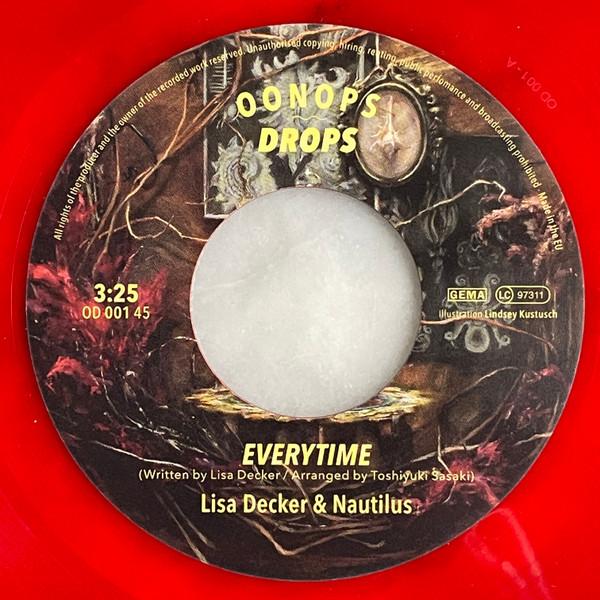 All rights of the producer and the owner of the recorded work reserved. Unauthorised copying, hiring, renting, public perfomance and broadcasting prohibited. Made in the EU
OD 001 - A
OONOPS
DROPS
3:25
OD 001 45
GEMA LC 97311
Illustration Lindsey Kustusch
EVERYTIME
(Written by Lisa Decker / Arranged by Toshiyuki Sasaki)
Lisa Decker & Nautilus